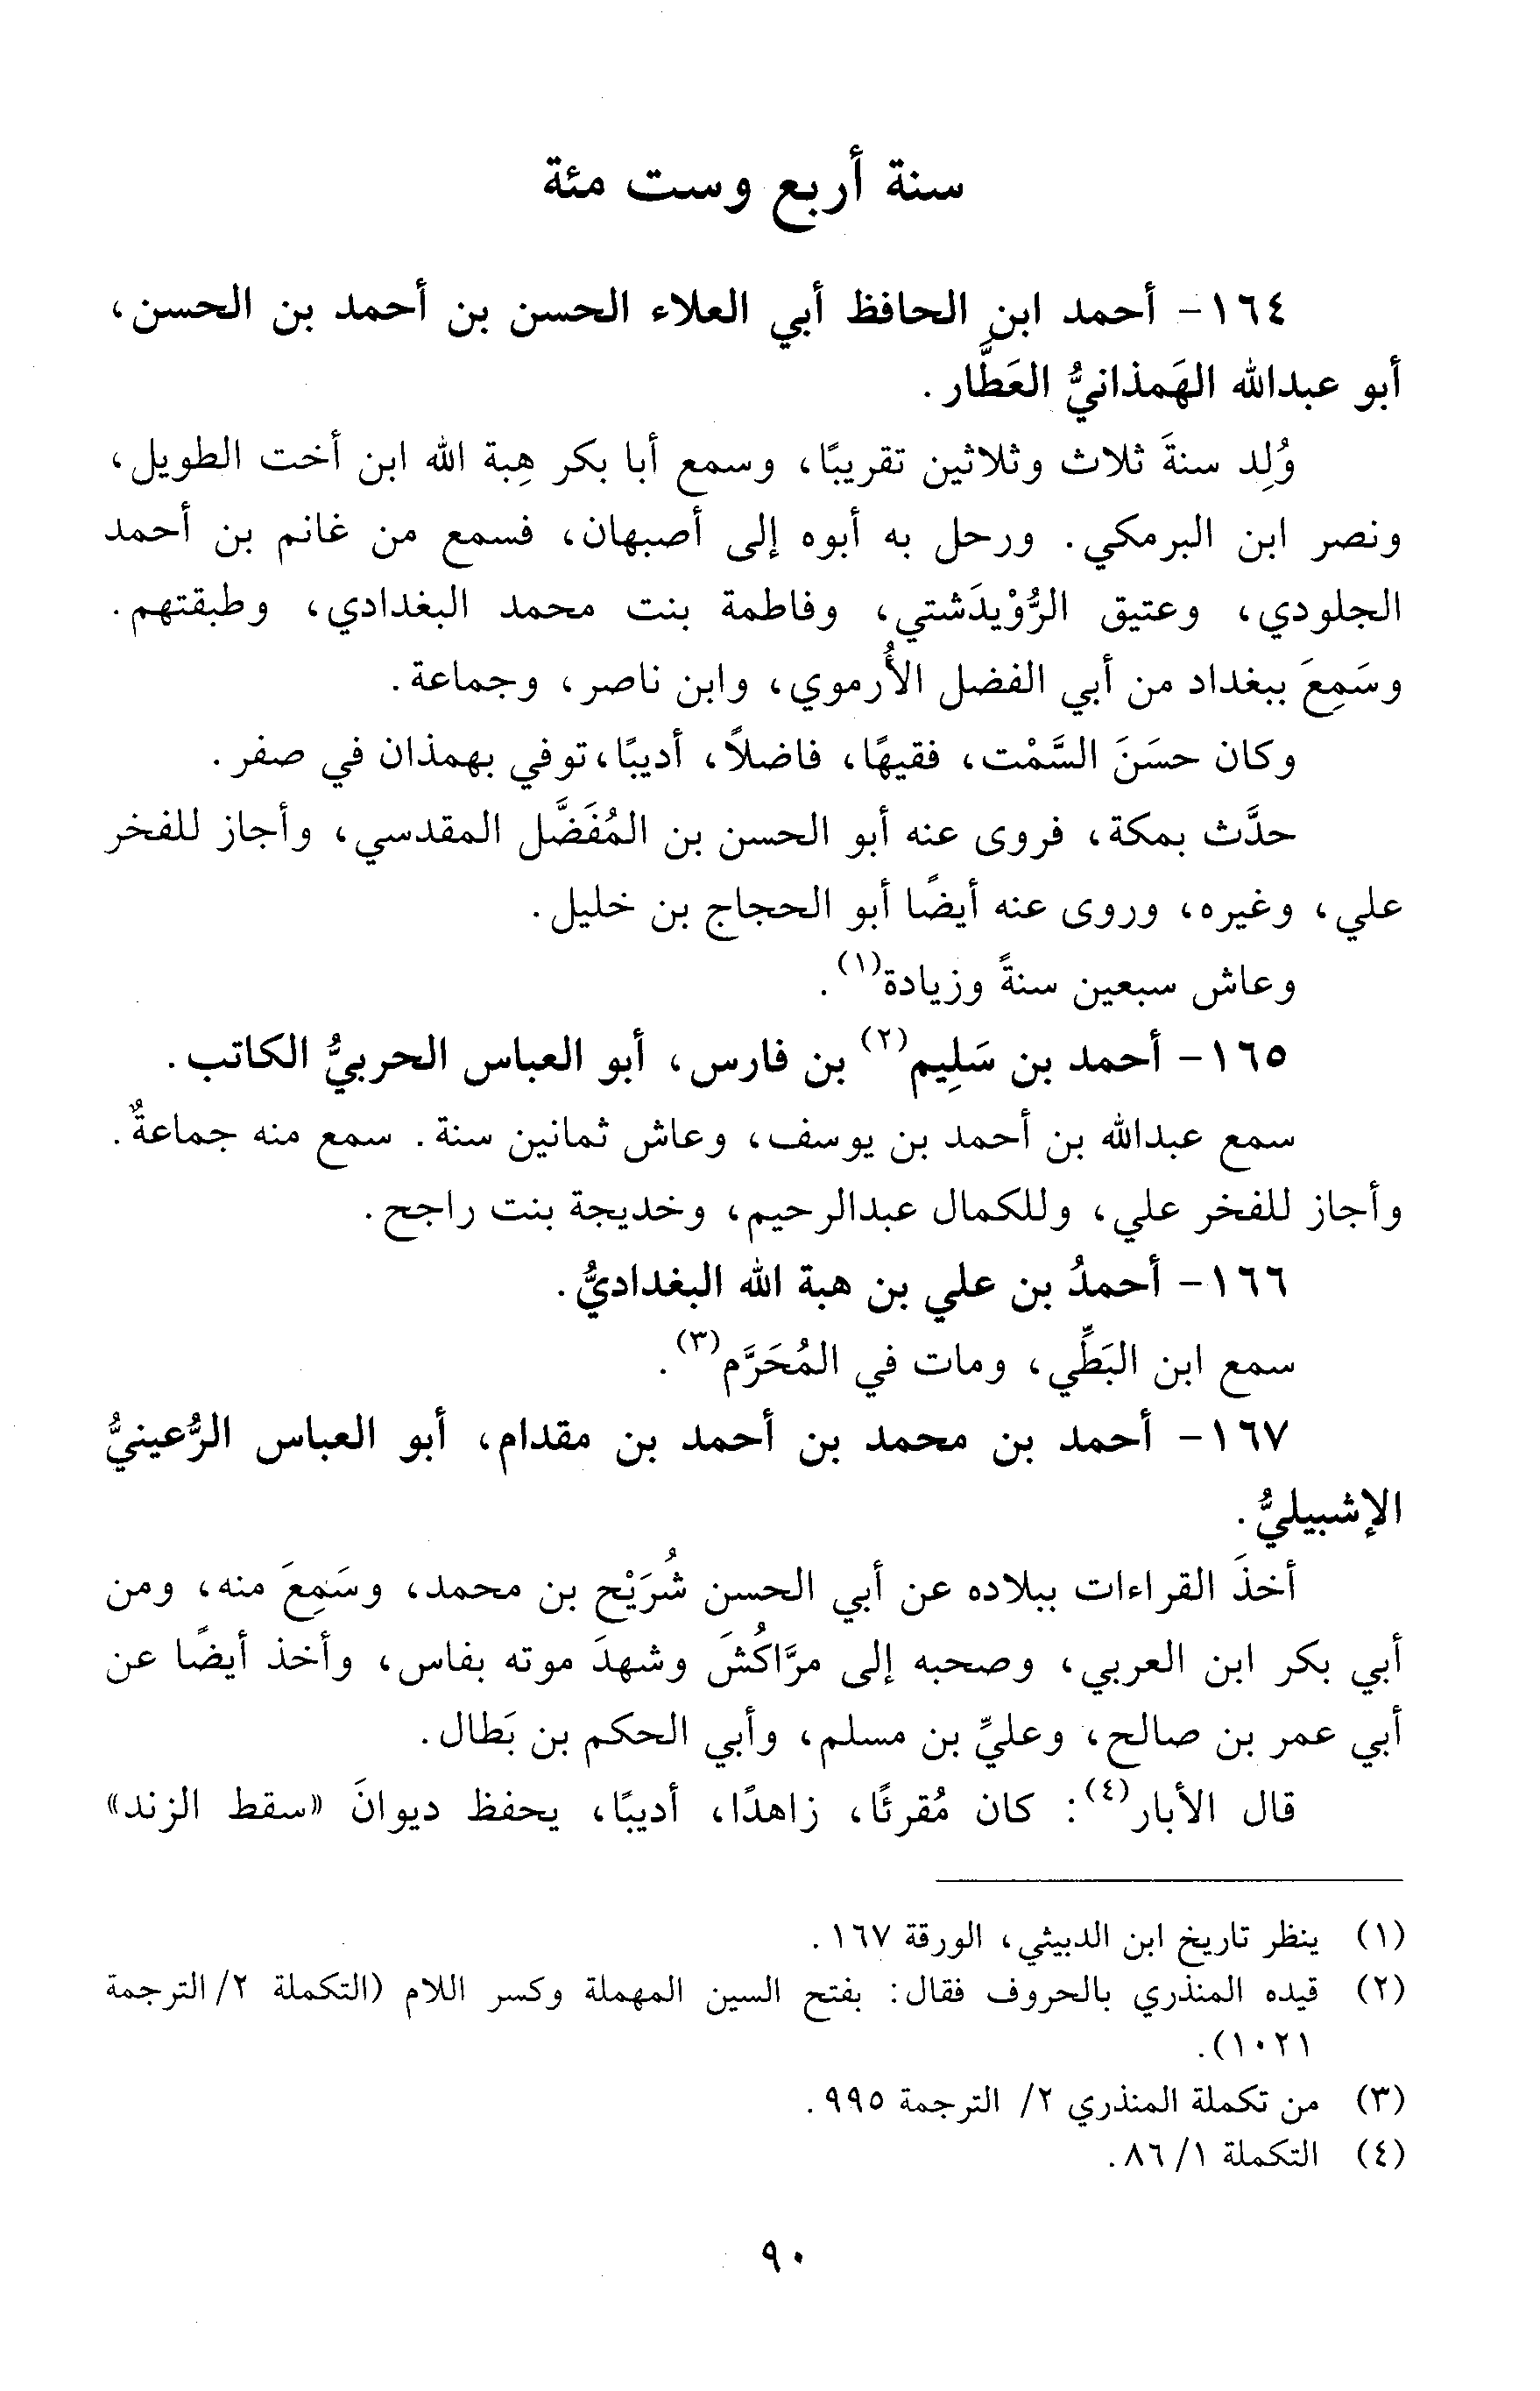 سنة أربع وست مئة
١٦٤- أحمد ابن الحافظ أبي العلاء الحسن بن أحمد بن الحسن،
أبو عبدالله الهَمذانيُّ العَطَّار.
وُلِد سنةَ ثلاث وثلاثين تقريبًا، وسمع أبا بكر هِبة الله ابن أخت الطويل،
ونصر ابن البرمكي. ورحل به أبوه إلى أصبهان، فسمع من غانم بن أحمد
الجلودي، وعتيق الرُّوْيدَشتي، وفاطمة بنت محمد البغدادي، وطبقتهم.
وسَمِعَ ببغداد من أبي الفضل الأُرموي، وابن ناصر، وجماعة.
وكان حسَنَ السَّمْت، فقيهًا، فاضلاً، أديبًا، توفي بهمذان في صفر.
حدَّث بمكة، فروى عنه أبو الحسن بن المُفَضَّل المقدسي، وأجاز للفخر
علي، وغيره، وروى عنه أيضًا أبو الحجاج بن خليل.
وعاش سبعين سنةً وزيادة(١).
١٦٥- أحمد بن سَلِيم(٢) بن فارس، أبو العباس الحربيُّ الكاتب.
سمع عبدالله بن أحمد بن يوسف، وعاش ثمانين سنة. سمع منه جماعةٌ.
وأجاز للفخر علي، وللكمال عبدالرحيم، وخديجة بنت راجح.
١٦٦- أحمدُ بن علي بن هبة الله البغداديُّ.
سمع ابن البَطِّي، ومات في المُحَرَّم(٣).
١٦٧- أحمد بن محمد بن أحمد بن مقدام، أبو العباس الرُّعينيُّ
الإشبيليُّ.
أخذَ القراءات ببلاده عن أبي الحسن شُرَيْح بن محمد، وسَمِعَ منه، ومن
أبي بكر ابن العربي، وصحبه إلى مرَّاكُشَ وشهدَ موته بفاس، وأخذ أيضًا عن
أبي عمر بن صالح، وعليِّ بن مسلم، وأبي الحكم بن بَطال.
قال الأبار(٤): كان مُقرئًا، زاهدًا، أديبًا، يحفظ ديوانَ «سقط الزند»
(١) ينظر تاريخ ابن الدبيثي، الورقة ١٦٧.
(٢) قيده المنذري بالحروف فقال: بفتح السين المهملة وكسر اللام (التكملة ٢/ الترجمة
١٠٢١).
(٣) من تكملة المنذري ٢/ الترجمة ٩٩٥.
(٤) التكملة ١/ ٨٦.
٩٠